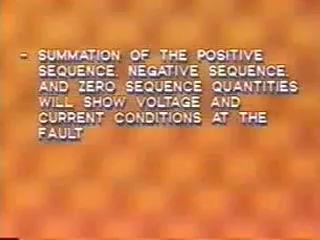 - SUMMATION OF THE POSITIVE
SEQUENCE, NEGATIVE SEQUENCE,
AND ZERO SEQUENCE QUANTITIES
WILL SHOW VOLTAGE AND
CURRENT CONDITIONS AT THE
FAULT